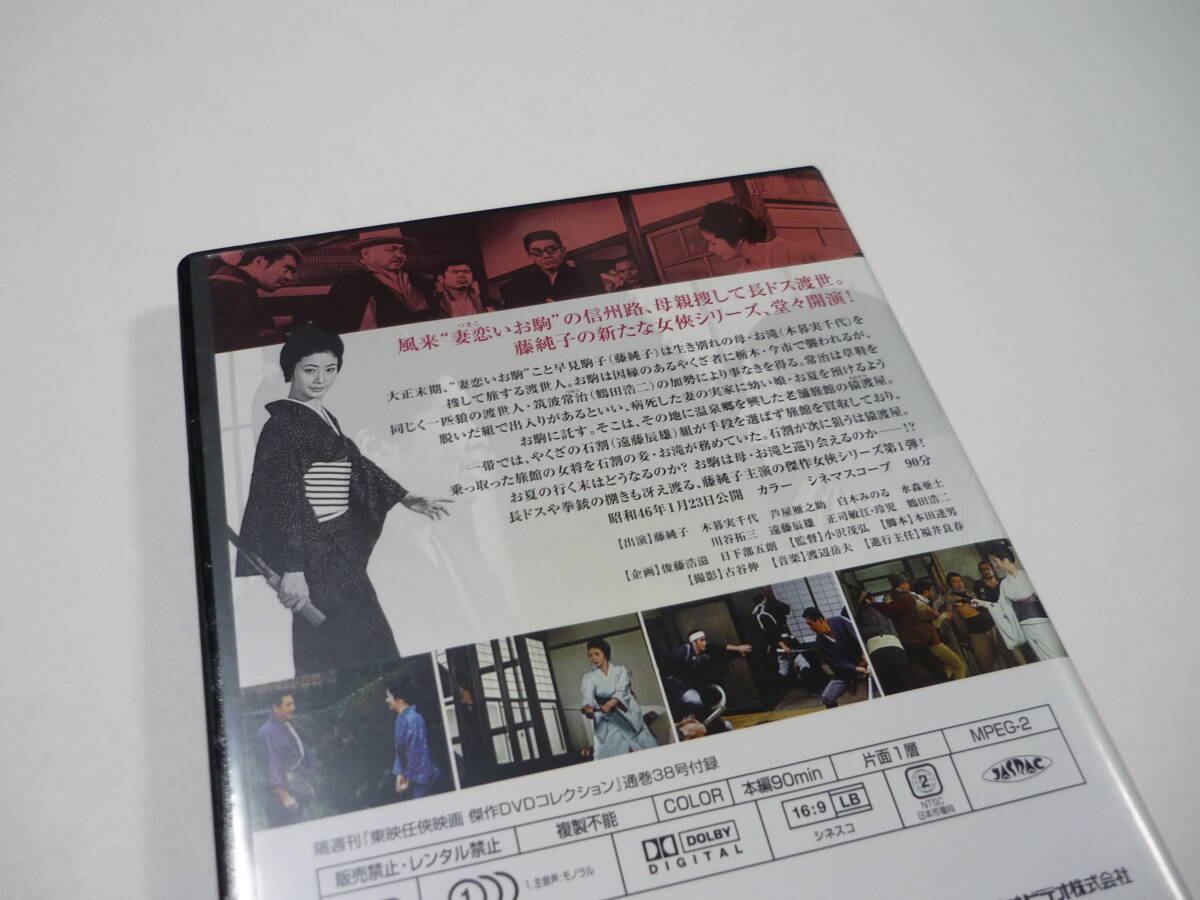 風来“妻恋いお駒”の信州路、母親捜して長ドス渡世。
藤純子の新たな女俠シリーズ、堂々開演！
大正末期、“妻恋いお駒”こと早見駒子（藤純子）は生き別れの母・お滝（木暮実千代）を
捜して旅する渡世人。お駒は因縁のあるやくざ者に栃木・今市で襲われるが、
同じく一匹狼の渡世人・筑波常治（鶴田浩二）の加勢により事なきを得る。常治は草鞋を
脱いだ組で出入りがあるといい、病死した妻の実家に幼い娘・お夏を預けるよう
お駒に託す。そこは、その地に温泉郷を興した老舗旅館の猿渡屋。
一帯では、やくざの石割（遠藤辰雄）組が手段を選ばず旅館を買収しており、
乗っ取った旅館の女将を石割の妾・お滝が務めていた。石割が次に狙うは猿渡屋。
お夏の行く末はどうなるのか？ お駒は母・お滝と巡り会えるのか――!?
長ドスや拳銃の捌きも冴え渡る、藤純子主演の傑作女俠シリーズ第1弾！
昭和46年1月23日公開　カラー　シネマスコープ　90分
【出演】藤純子　木暮実千代　芦屋雁之助　白木みのる　水森亜土
川谷拓三　遠藤辰雄　正司敏江・玲児　鶴田浩二
【企画】俊藤浩滋　日下部五朗　【監督】小沢茂弘　【脚本】本田達男
【撮影】古谷伸　【音楽】渡辺岳夫　【進行主任】福井良春
隔週刊『東映任俠映画 傑作DVDコレクション』通巻38号付録
販売禁止・レンタル禁止　複製不能　COLOR　本編90min　片面1層　MPEG-2
1.主音声:モノラル
DOLBY DIGITAL
16:9 LB
シネスコ
2
NTSC
日本市場向
JASRAC